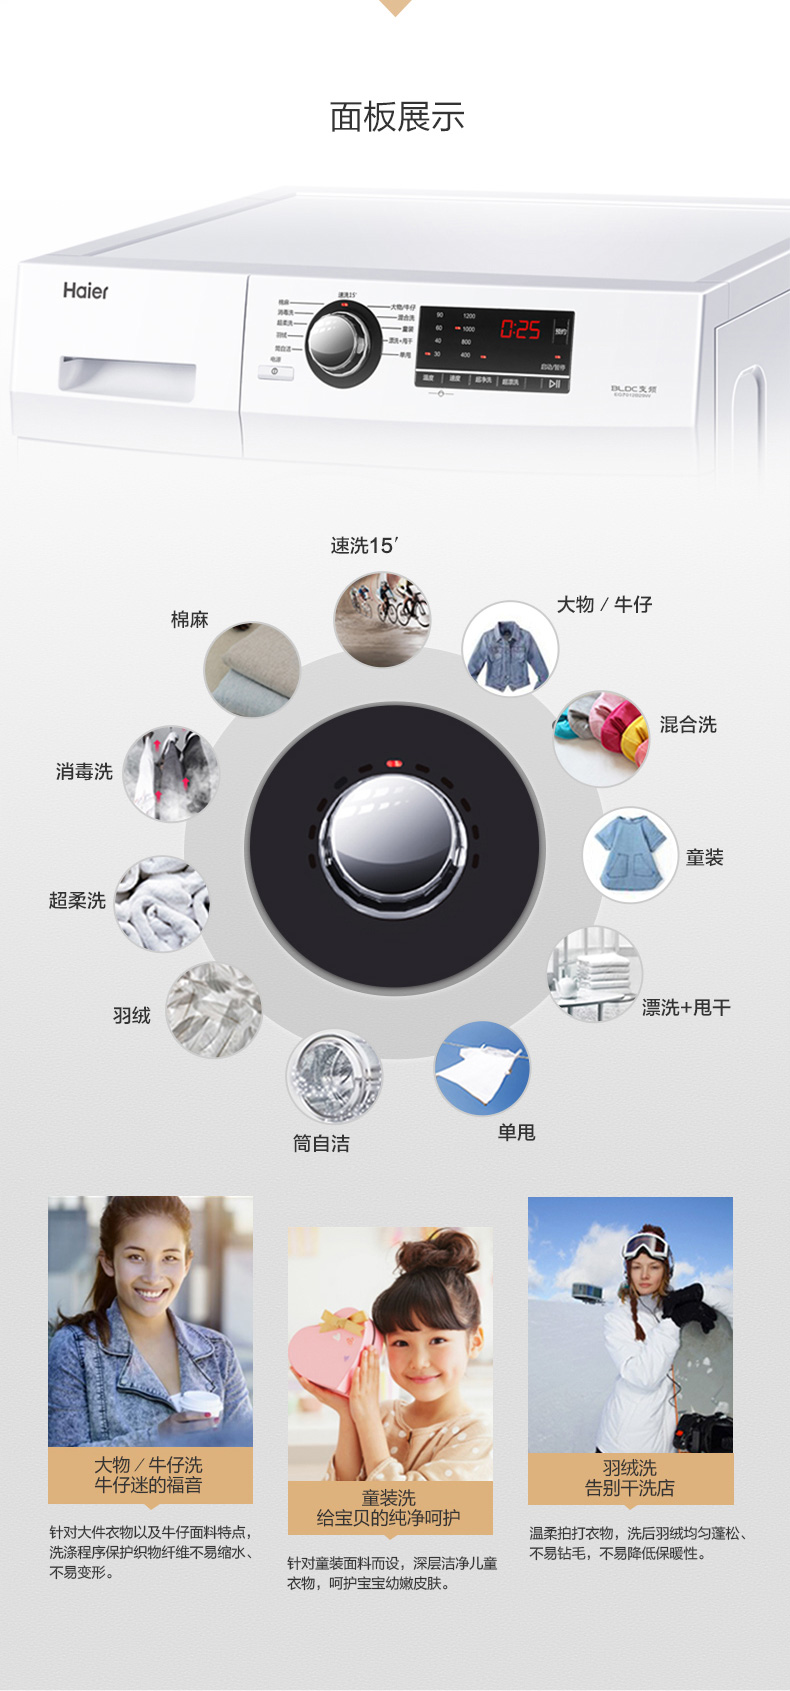 面板展示
Haier
速洗15'
棉麻
消毒洗
超柔洗
羽绒
筒自洁
电源
大物/牛仔
混合洗
童装
漂洗+甩干
单甩
90 1200
60 1000
40 800
30 400
0:25
预约
启动/暂停
温度 速度 超净洗 超漂洗
BLDC变频
速洗15′
棉麻
大物 / 牛仔
混合洗
消毒洗
童装
超柔洗
漂洗+甩干
羽绒
单甩
筒自洁
大物 / 牛仔洗
牛仔迷的福音
针对大件衣物以及牛仔面料特点，
洗涤程序保护织物纤维不易缩水、
不易变形。
童装洗
给宝贝的纯净呵护
针对童装面料而设，深层洁净儿童
衣物，呵护宝宝幼嫩皮肤。
羽绒洗
告别干洗店
温柔拍打衣物，洗后羽绒均匀蓬松、
不易钻毛，不易降低保暖性。